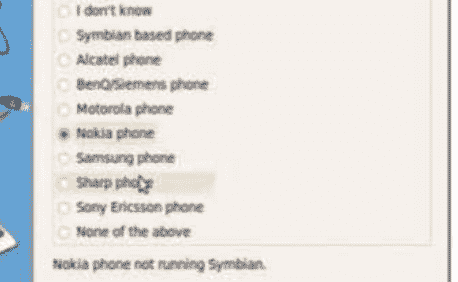 I don't know
Symbian based phone
Alcatel phone
BenQ/Siemens phone
Motorola phone
Nokia phone
Samsung phone
Sharp phone
Sony Ericsson phone
None of the above
Nokia phone not running Symbian.